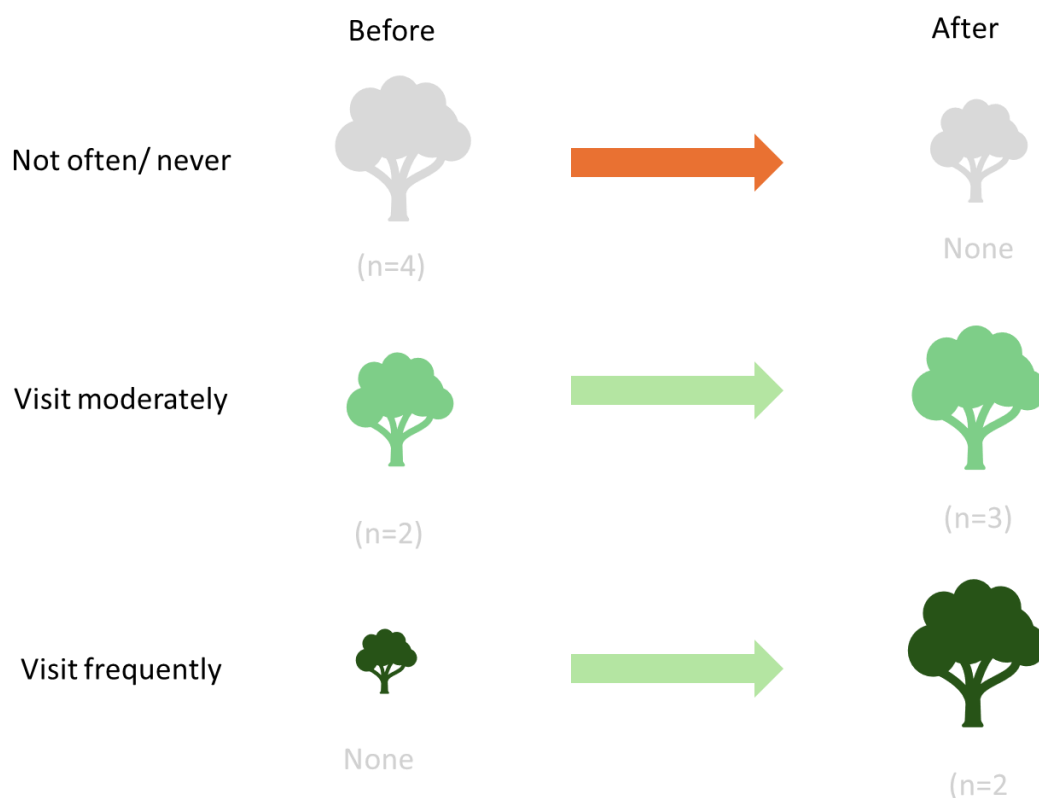 Before
After
Not often/ never
(n=4)
None
Visit moderately
(n=2)
(n=3)
Visit frequently
None
(n=2